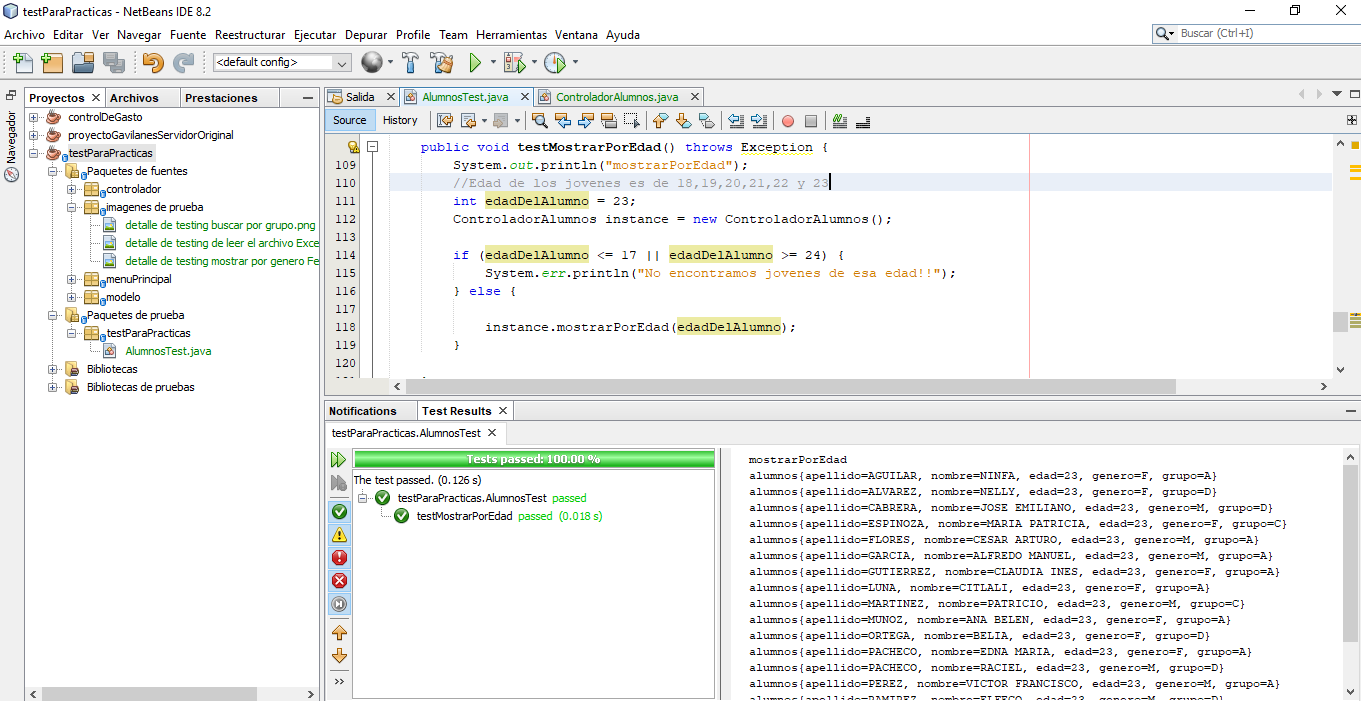 testParaPracticas - NetBeans IDE 8.2
Archivo Editar Ver Navegar Fuente Reestructurar Ejecutar Depurar Profile Team Herramientas Ventana Ayuda
Buscar (Ctrl+I)
<default config>
Navegador
Proyectos Archivos Prestaciones
controlDeGasto
proyectoGavilanesServidorOriginal
testParaPracticas
Paquetes de fuentes
controlador
imagenes de prueba
detalle de testing buscar por grupo.png
detalle de testing de leer el archivo Exce
detalle de testing mostrar por genero Fe
menuPrincipal
modelo
Paquetes de prueba
testParaPracticas
AlumnosTest.java
Bibliotecas
Bibliotecas de pruebas
Salida AlumnosTest.java ControladorAlumnos.java
Source History
public void testMostrarPorEdad() throws Exception {
109 System.out.println("mostrarPorEdad");
110 //Edad de los jovenes es de 18,19,20,21,22 y 23
111 int edadDelAlumno = 23;
112 ControladorAlumnos instance = new ControladorAlumnos();
113
114 if (edadDelAlumno <= 17 || edadDelAlumno >= 24) {
115 System.err.println("No encontramos jovenes de esa edad!!");
116 } else {
117
118 instance.mostrarPorEdad(edadDelAlumno);
119 }
120
Notifications Test Results
testParaPracticas.AlumnosTest
Tests passed: 100.00 %
The test passed. (0.126 s)
testParaPracticas.AlumnosTest passed
testMostrarPorEdad passed (0.018 s)
mostrarPorEdad
alumnos{apellido=AGUILAR, nombre=NINFA, edad=23, genero=F, grupo=A}
alumnos{apellido=ALVAREZ, nombre=NELLY, edad=23, genero=F, grupo=D}
alumnos{apellido=CABRERA, nombre=JOSE EMILIANO, edad=23, genero=M, grupo=D}
alumnos{apellido=ESPINOZA, nombre=MARIA PATRICIA, edad=23, genero=F, grupo=C}
alumnos{apellido=FLORES, nombre=CESAR ARTURO, edad=23, genero=M, grupo=A}
alumnos{apellido=GARCIA, nombre=ALFREDO MANUEL, edad=23, genero=M, grupo=A}
alumnos{apellido=GUTIERREZ, nombre=CLAUDIA INES, edad=23, genero=F, grupo=A}
alumnos{apellido=LUNA, nombre=CITLALI, edad=23, genero=F, grupo=A}
alumnos{apellido=MARTINEZ, nombre=PATRICIO, edad=23, genero=M, grupo=C}
alumnos{apellido=MUNOZ, nombre=ANA BELEN, edad=23, genero=F, grupo=A}
alumnos{apellido=ORTEGA, nombre=BELIA, edad=23, genero=F, grupo=D}
alumnos{apellido=PACHECO, nombre=EDNA MARIA, edad=23, genero=F, grupo=A}
alumnos{apellido=PACHECO, nombre=RACIEL, edad=23, genero=M, grupo=D}
alumnos{apellido=PEREZ, nombre=VICTOR FRANCISCO, edad=23, genero=M, grupo=A}